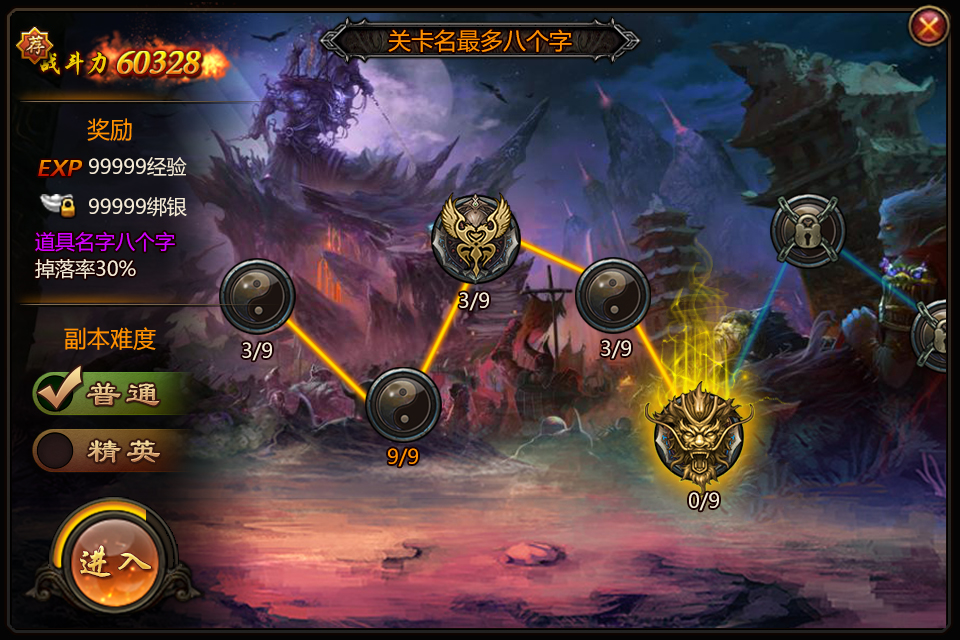 关卡名最多八个字
荐
战斗力 60328
奖励
EXP 99999经验
99999绑银
道具名字八个字
掉落率30%
副本难度
普通
精英
进入
3/9
9/9
3/9
3/9
0/9